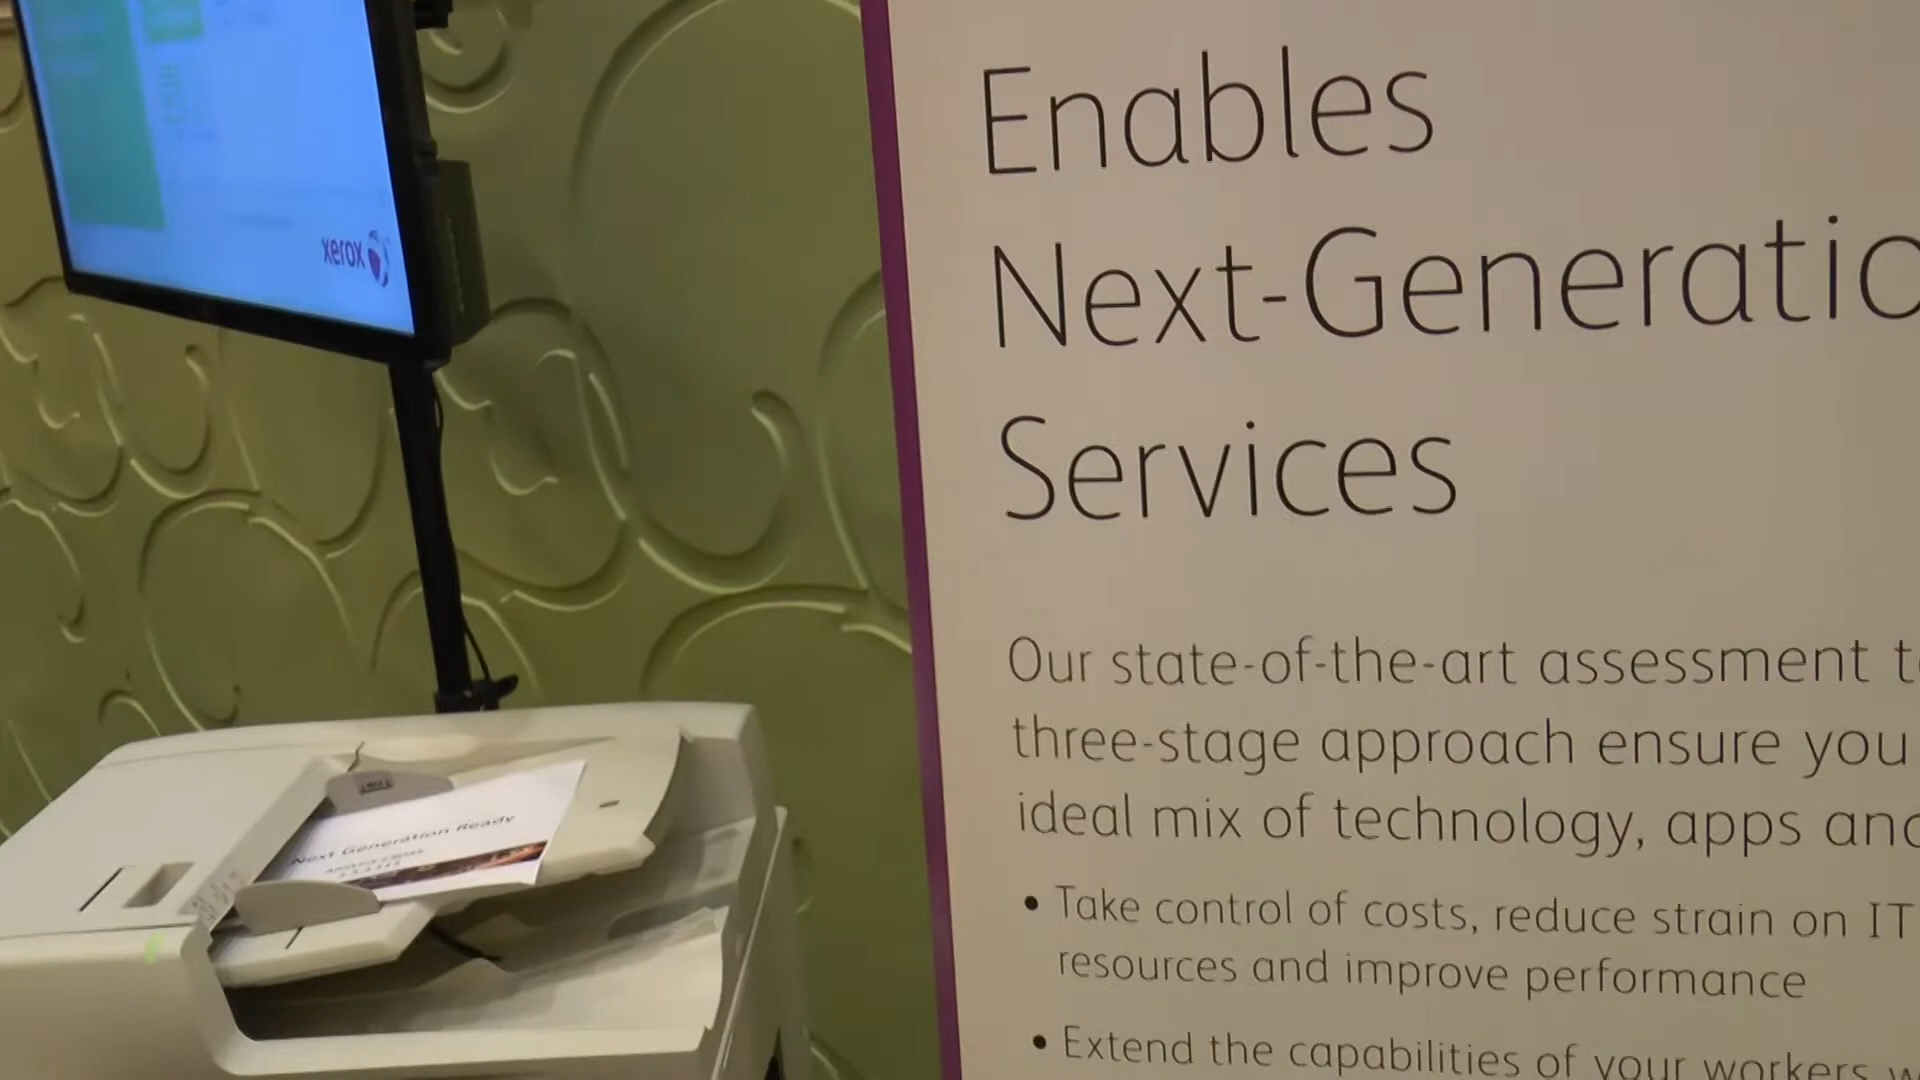 xerox
Enables
Next-Generatio
Services
Our state-of-the-art assessment t
three-stage approach ensure you
ideal mix of technology, apps and
• Take control of costs, reduce strain on IT
resources and improve performance
• Extend the capabilities of your workers w
Next Generation Ready